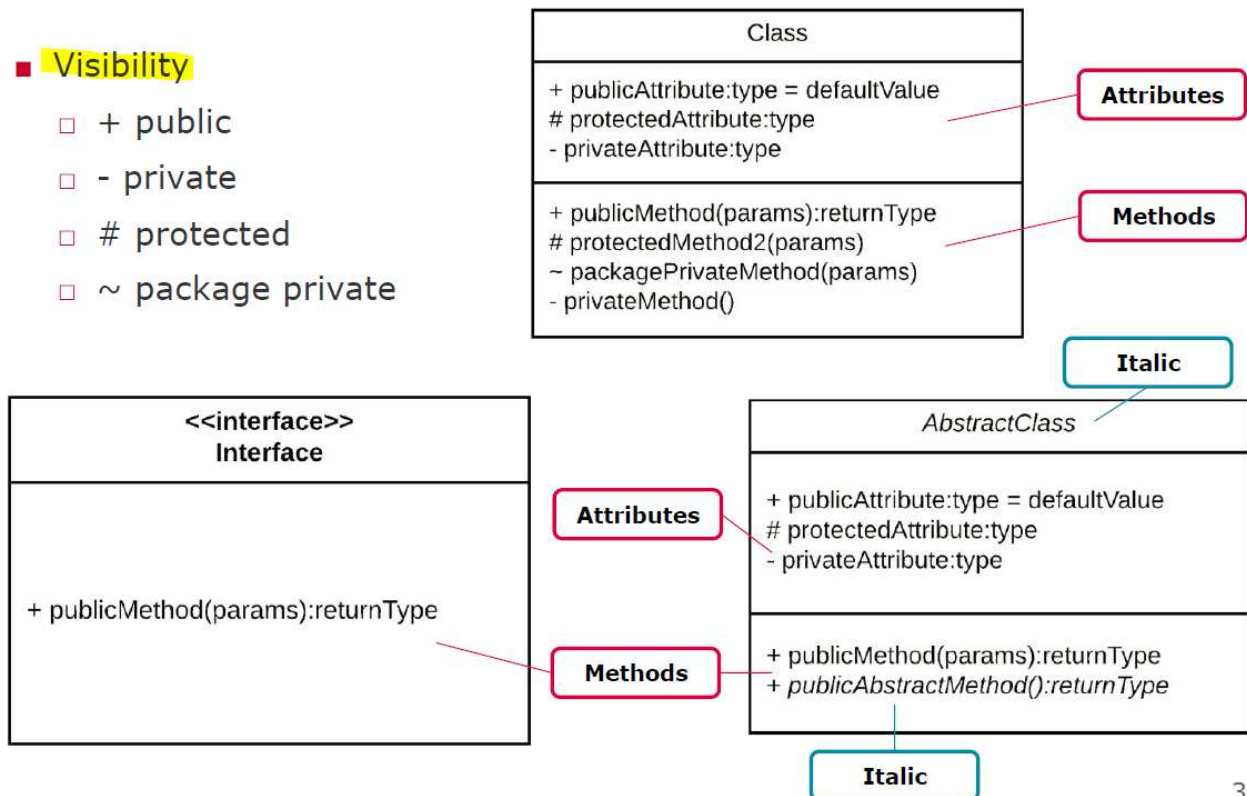 Visibility
+ public
- private
# protected
~ package private
Class
+ publicAttribute:type = defaultValue
# protectedAttribute:type
- privateAttribute:type
Attributes
+ publicMethod(params):returnType
# protectedMethod2(params)
~ packagePrivateMethod(params)
- privateMethod()
Methods
<<interface>>
Interface
+ publicMethod(params):returnType
Italic
AbstractClass
Attributes
+ publicAttribute:type = defaultValue
# protectedAttribute:type
- privateAttribute:type
Methods
+ publicMethod(params):returnType
+ publicAbstractMethod():returnType
Italic
3